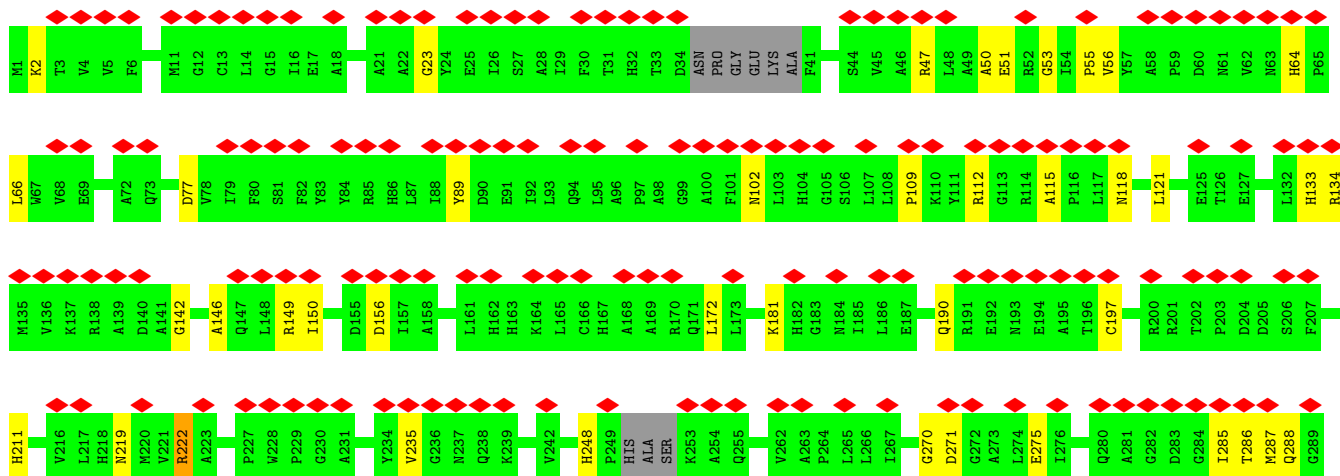 M1 K2 T3 V4 V5 F6 M11 G12 C13 L14 G15 I16 E17 A18 A21 A22 G23 Y24 E25 I26 S27 A28 I29 F30 T31 H32 T33 D34 ASN PRO GLY GLU LYS ALA F41 S44 V45 A46 R47 L48 A49 A50 E51 R52 G53 I54 P55 V56 Y57 A58 P59 D60 N61 V62 N63 H64 P65
L66 W67 V68 E69 A72 Q73 D77 V78 I79 F80 S81 F82 Y83 Y84 R85 H86 L87 I88 Y89 D90 E91 I92 L93 Q94 L95 A96 P97 A98 G99 A100 F101 N102 L103 H104 G105 S106 L107 L108 P109 K110 Y111 R112 G113 R114 A115 P116 L117 N118 L121 E125 T126 E127 L132 H133 R134
M135 V136 K137 R138 A139 D140 A141 G142 A146 Q147 L148 R149 I150 D155 D156 I157 A158 L161 H162 H163 K164 L165 C166 H167 A168 A169 R170 Q171 L172 L173 K181 H182 G183 N184 I185 L186 E187 Q190 R191 E192 N193 E194 A195 T196 C197 R200 R201 T202 P203 D204 D205 S206 F207
H211 V216 L217 H218 N219 M220 V221 R222 A223 P227 W228 P229 G230 A231 Y234 V235 G236 N237 Q238 K239 V242 H248 P249 HIS ALA SER K253 A254 Q255 V262 A263 P264 L265 L266 I267 G270 D271 G272 A273 L274 E275 I276 Q280 A281 G282 D283 G284 I285 T286 M287 Q288 G289